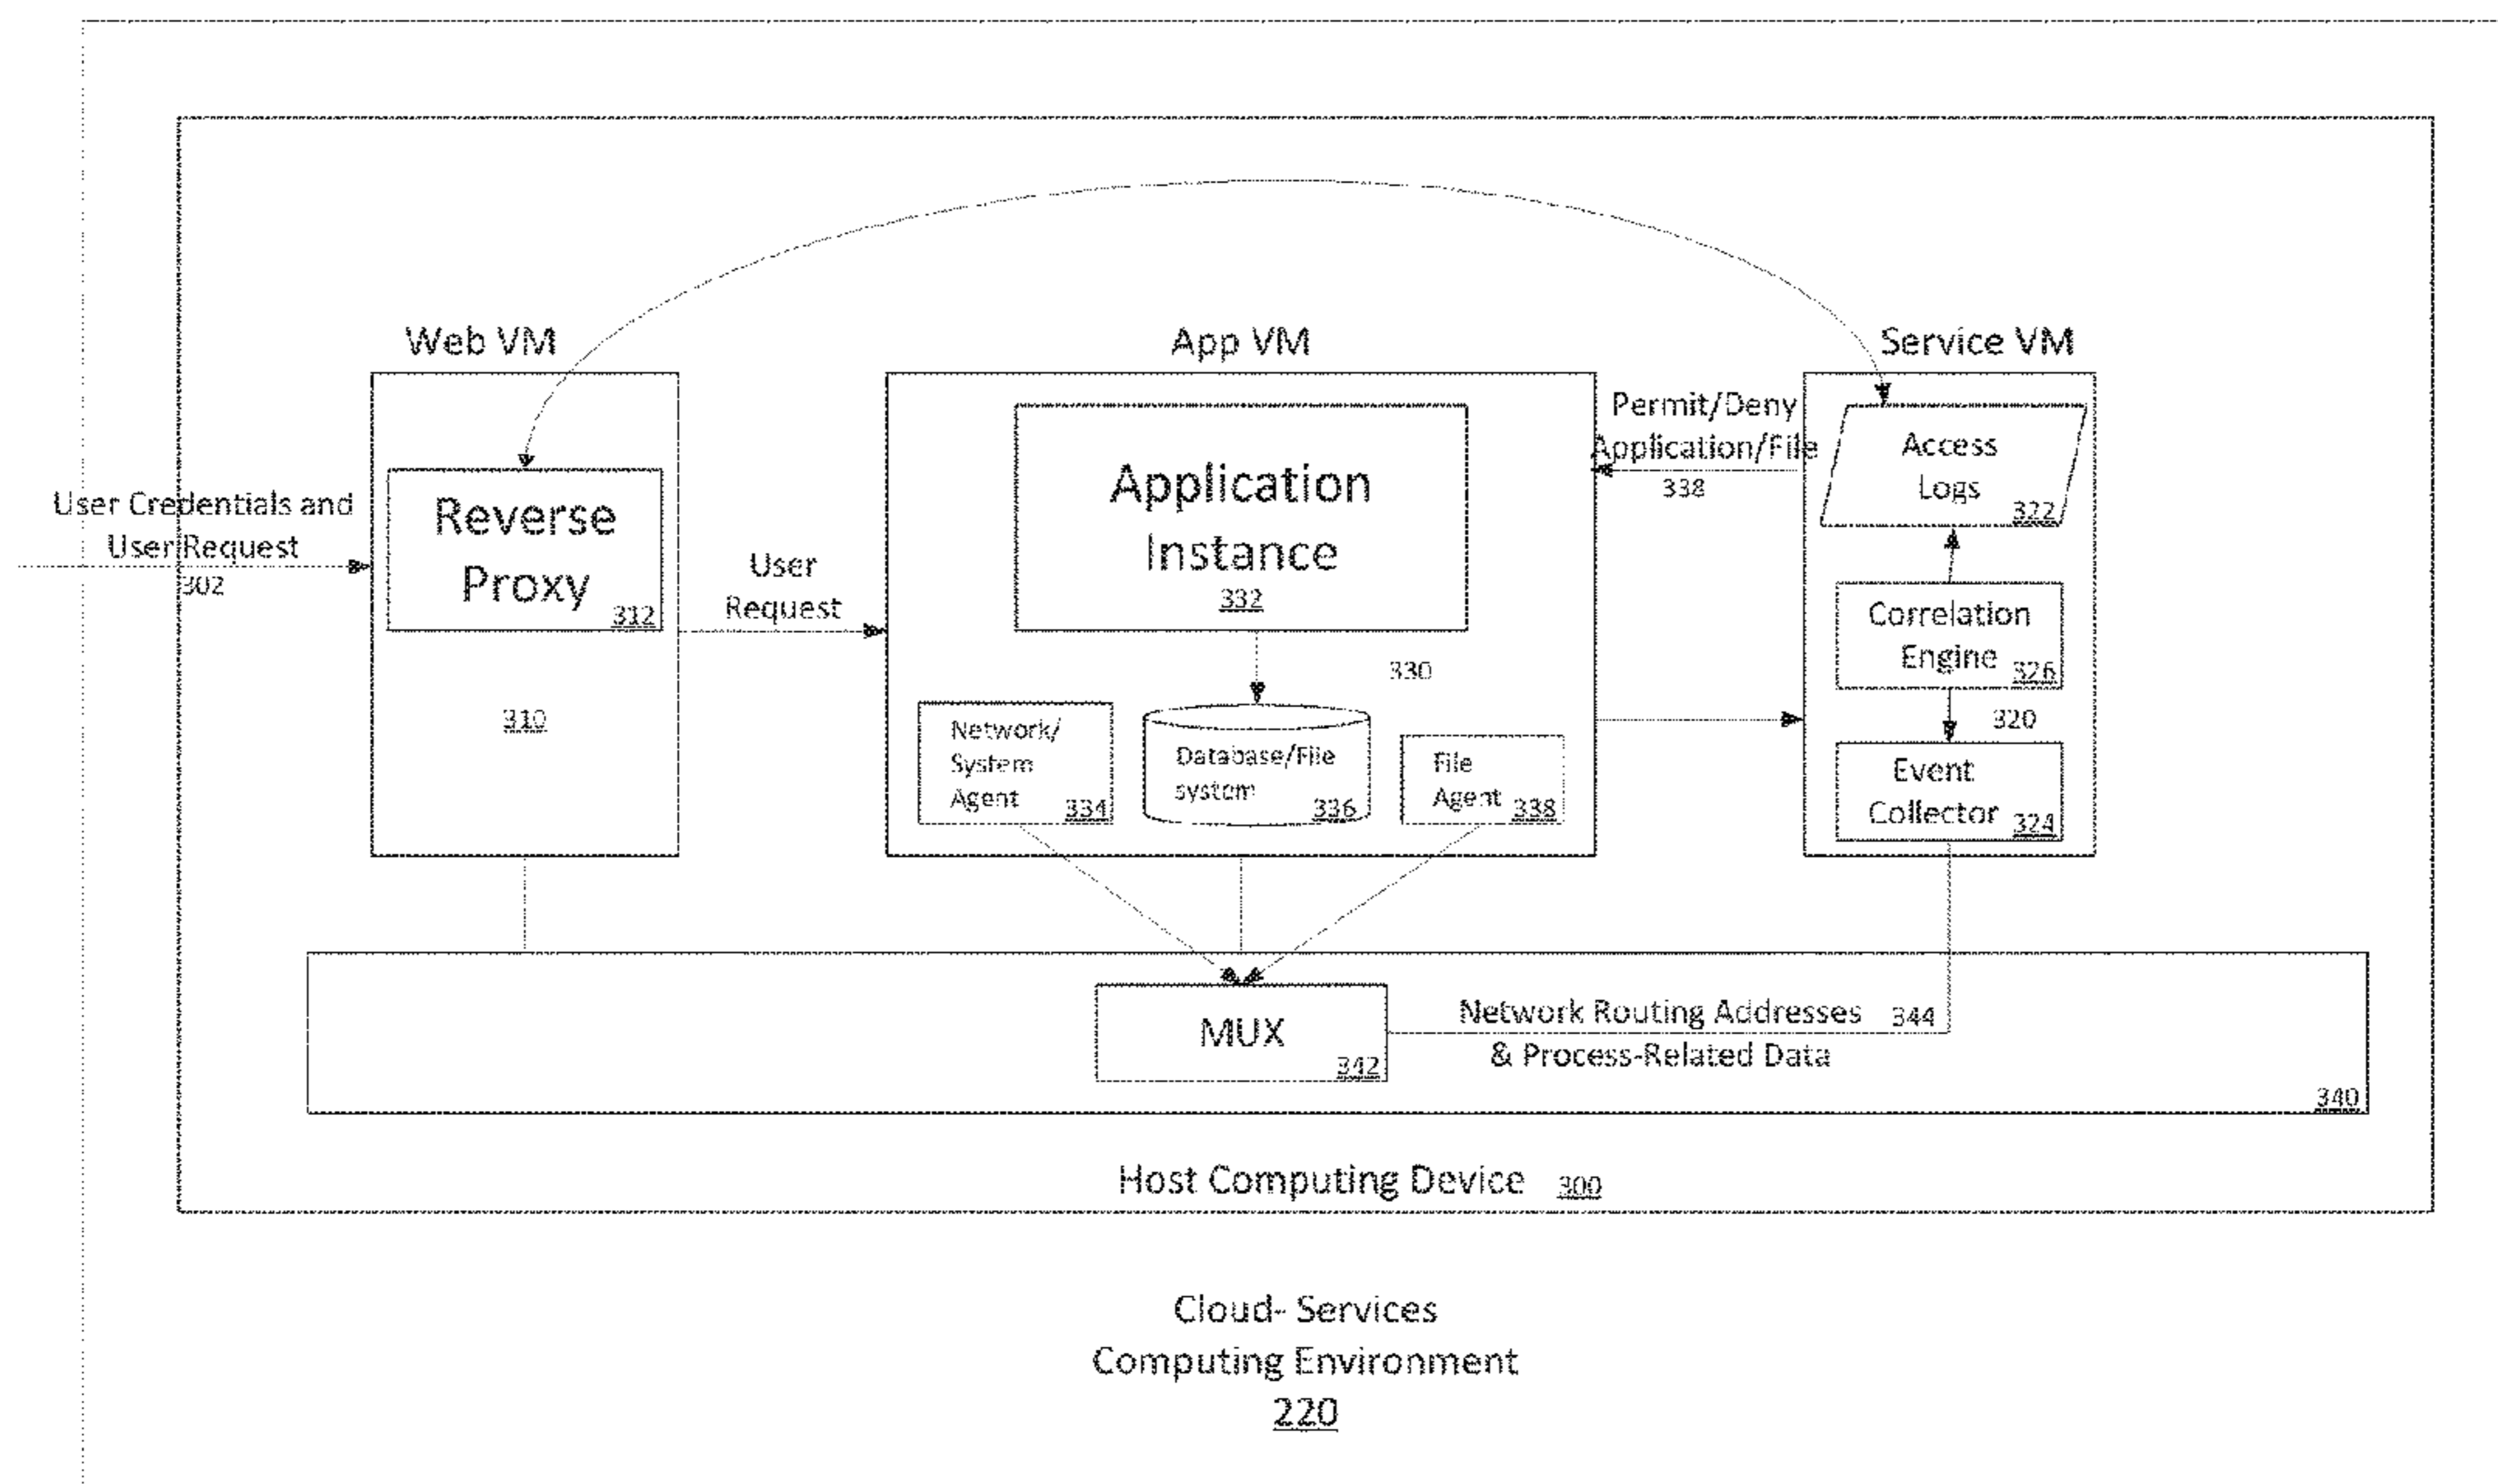 Web VM
App VM
Service VM
User Credentials and
User Request
302
Reverse
Proxy
312
310
User
Request
Application
Instance
332
330
Network/
System
Agent
334
Database/File
system
336
File
Agent
338
Permit/Deny
Application/File
338
Access
Logs
322
Correlation
Engine
326
320
Event
Collector
324
MUX
342
Network Routing Addresses
344
& Process-Related Data
340
Host Computing Device 300
Cloud- Services
Computing Environment
220